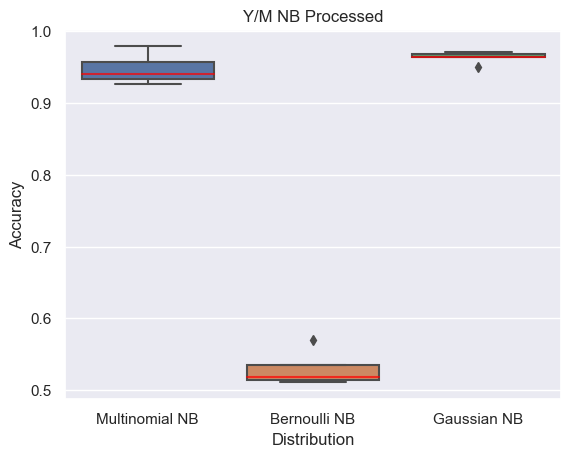 Y/M NB Processed
1.0
0.9
0.8
0.7
0.6
0.5
Accuracy
Multinomial NB
Bernoulli NB
Gaussian NB
Distribution